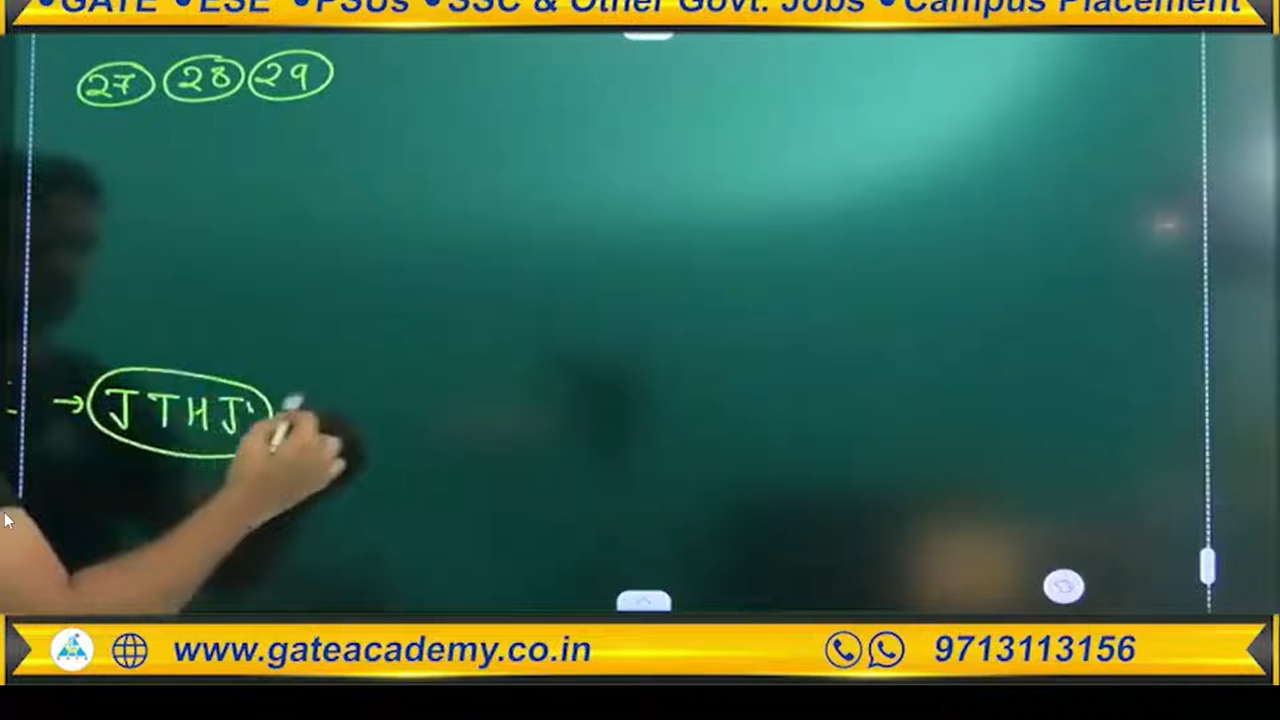 •GATE •ESE •PSUs •SSC & Other Govt. Jobs •Campus Placement
27 28 29
→ JTHJ
www.gateacademy.co.in 9713113156